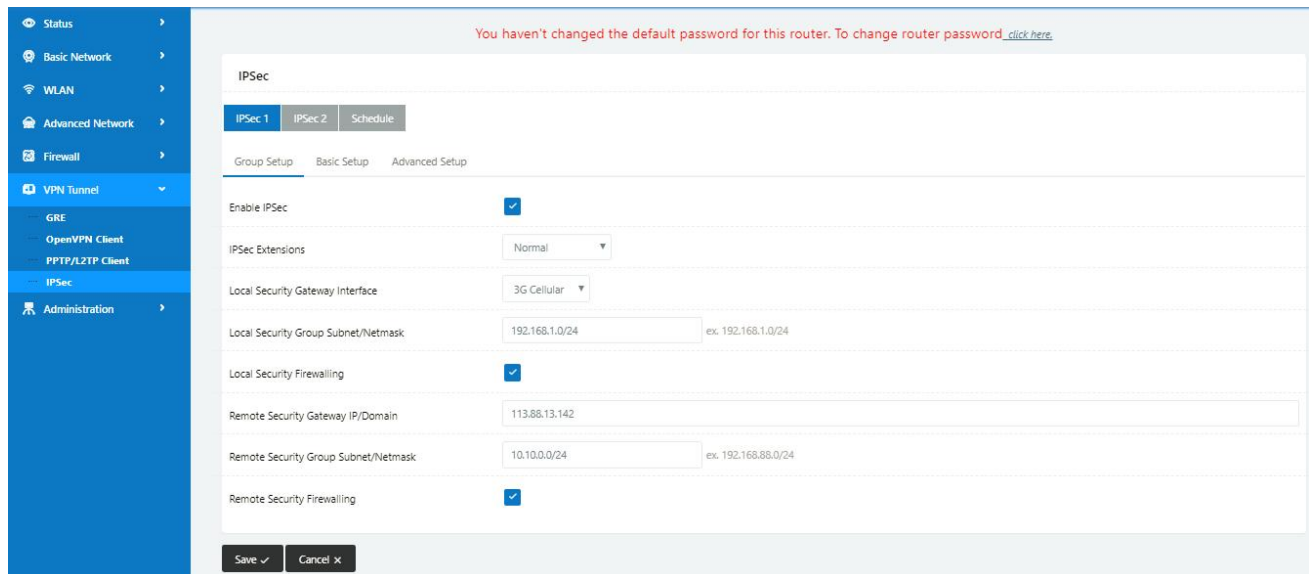 Status
Basic Network
WLAN
Advanced Network
Firewall
VPN Tunnel
GRE
OpenVPN Client
PPTP/L2TP Client
IPSec
Administration
You haven't changed the default password for this router. To change router password click here.
IPSec
IPSec 1 IPSec 2 Schedule
Group Setup Basic Setup Advanced Setup
Enable IPSec
IPSec Extensions Normal
Local Security Gateway Interface 3G Cellular
Local Security Group Subnet/Netmask 192.168.1.0/24 ex. 192.168.1.0/24
Local Security Firewalling
Remote Security Gateway IP/Domain 113.88.13.142
Remote Security Group Subnet/Netmask 10.10.0.0/24 ex. 192.168.88.0/24
Remote Security Firewalling
Save Cancel